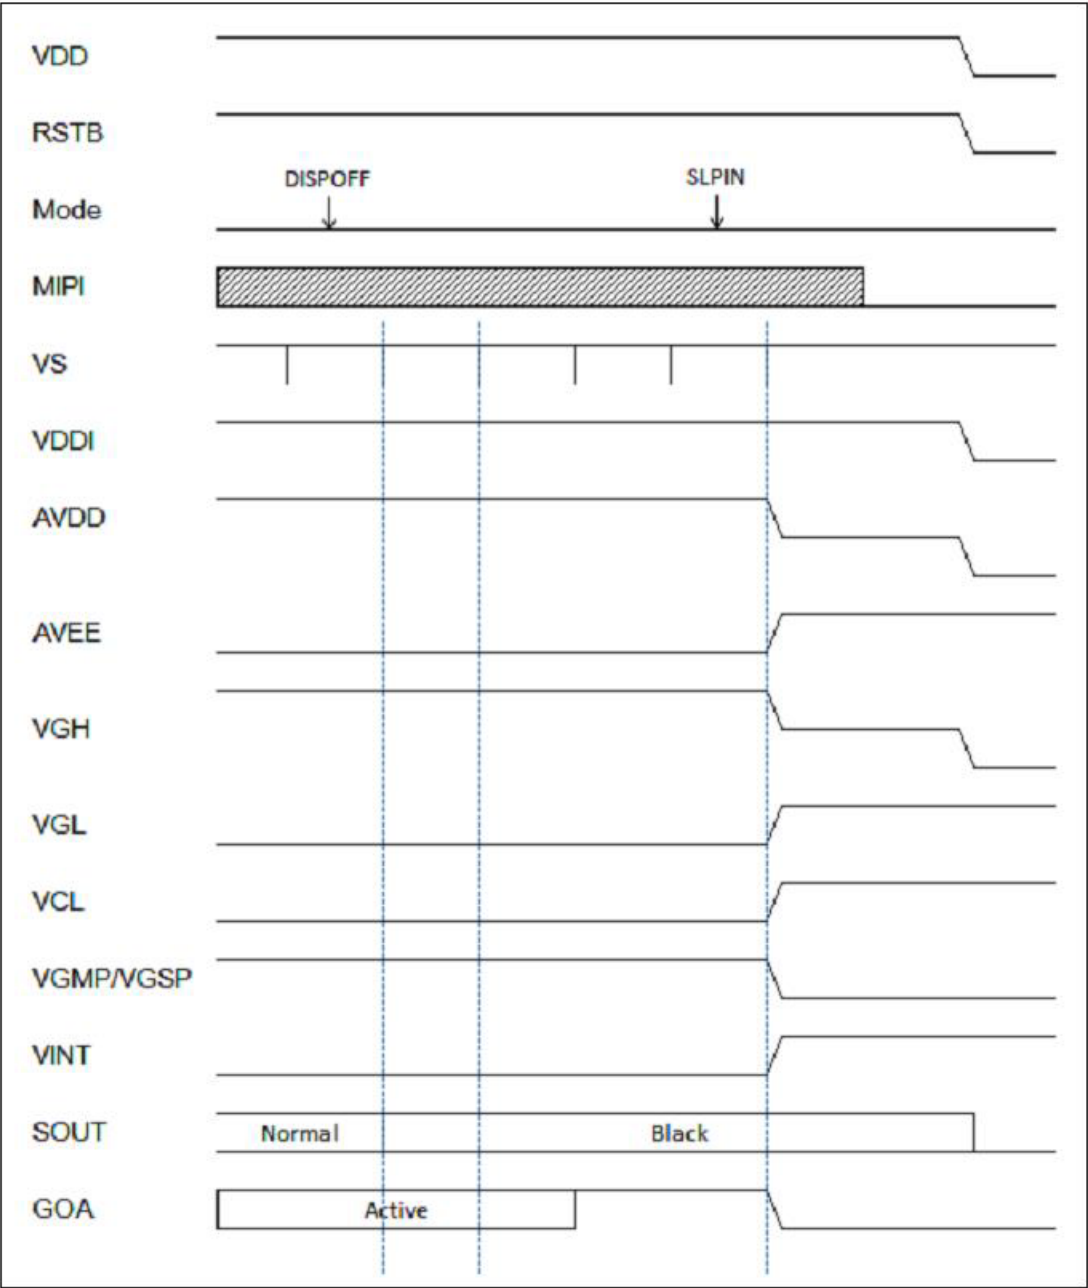 VDD
RSTB
DISPOFF SLPIN
Mode
MIPI
VS
VDDI
AVDD
AVEE
VGH
VGL
VCL
VGMP/VGSP
VINT
SOUT Normal Black
GOA Active